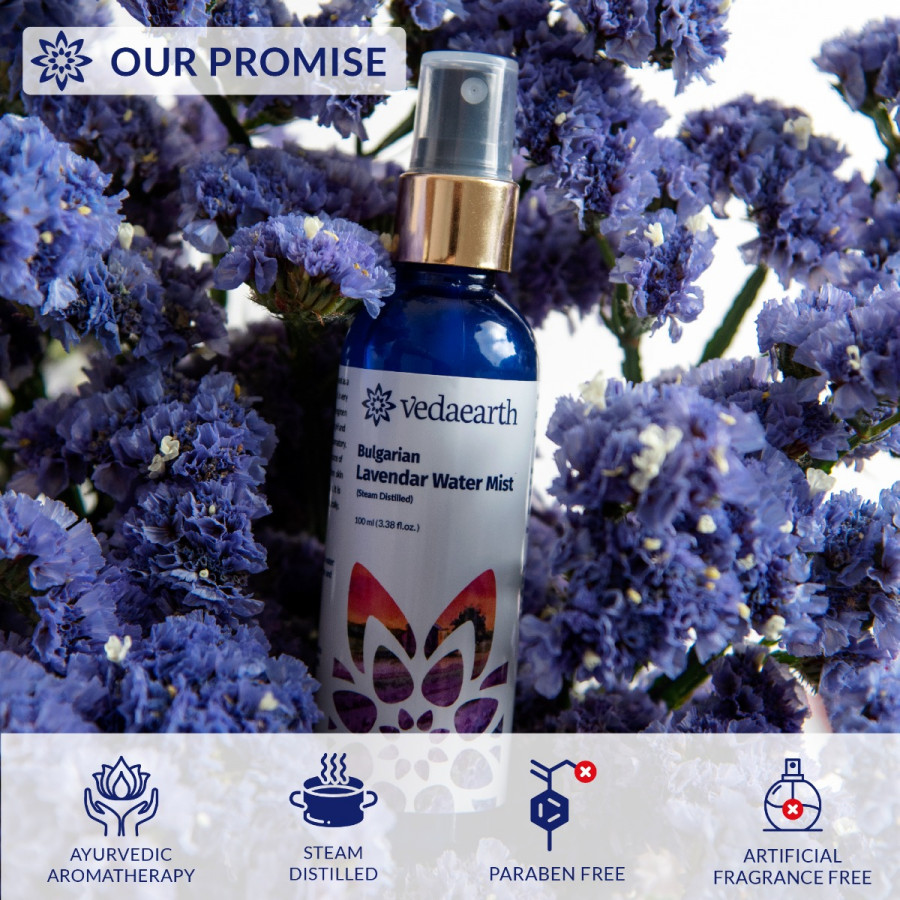 OUR PROMISE
vedaearth
Bulgarian
Lavendar Water Mist
(Steam Distilled)
100 ml (3.38 fl.oz.)
AYURVEDIC
AROMATHERAPY
STEAM
DISTILLED
PARABEN FREE
ARTIFICIAL
FRAGRANCE FREE